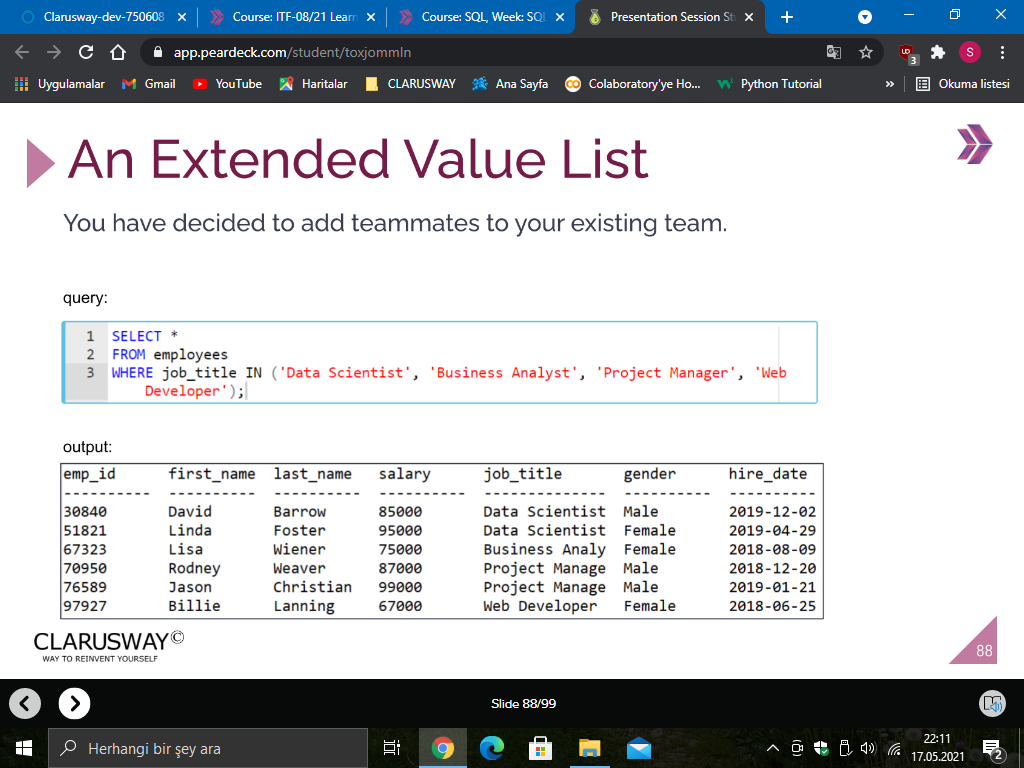 Clarusway-dev-750608
Course: ITF-08/21 Learn
Course: SQL, Week: SQL
Presentation Session St
app.peardeck.com/student/toxjommln
3
S
Uygulamalar
Gmail
YouTube
Haritalar
CLARUSWAY
Ana Sayfa
Colaboratory'ye Ho...
Python Tutorial
»
Okuma listesi
An Extended Value List
You have decided to add teammates to your existing team.
query:
1 SELECT *
2 FROM employees
3 WHERE job_title IN ('Data Scientist', 'Business Analyst', 'Project Manager', 'Web
Developer');
output:
emp_id first_name last_name salary job_title gender hire_date
---------- ---------- ---------- ---------- -------------- ---------- ----------
30840 David Barrow 85000 Data Scientist Male 2019-12-02
51821 Linda Foster 95000 Data Scientist Female 2019-04-29
67323 Lisa Wiener 75000 Business Analy Female 2018-08-09
70950 Rodney Weaver 87000 Project Manage Male 2018-12-20
76589 Jason Christian 99000 Project Manage Male 2019-01-21
97927 Billie Lanning 67000 Web Developer Female 2018-06-25
CLARUSWAY©
WAY TO REINVENT YOURSELF
88
Slide 88/99
Herhangi bir şey ara
22:11
17.05.2021
2